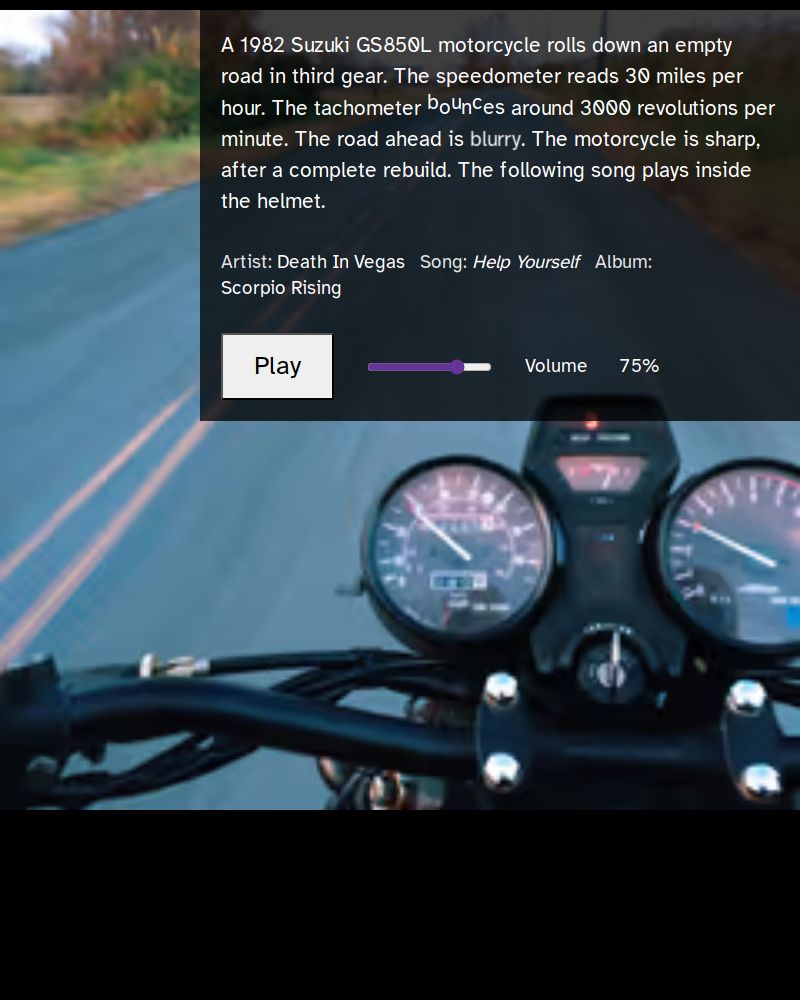 A 1982 Suzuki GS850L motorcycle rolls down an empty
road in third gear. The speedometer reads 30 miles per
hour. The tachometer bounces around 3000 revolutions per
minute. The road ahead is blurry. The motorcycle is sharp,
after a complete rebuild. The following song plays inside
the helmet.
Artist: Death In Vegas Song: Help Yourself Album:
Scorpio Rising
Play Volume 75%